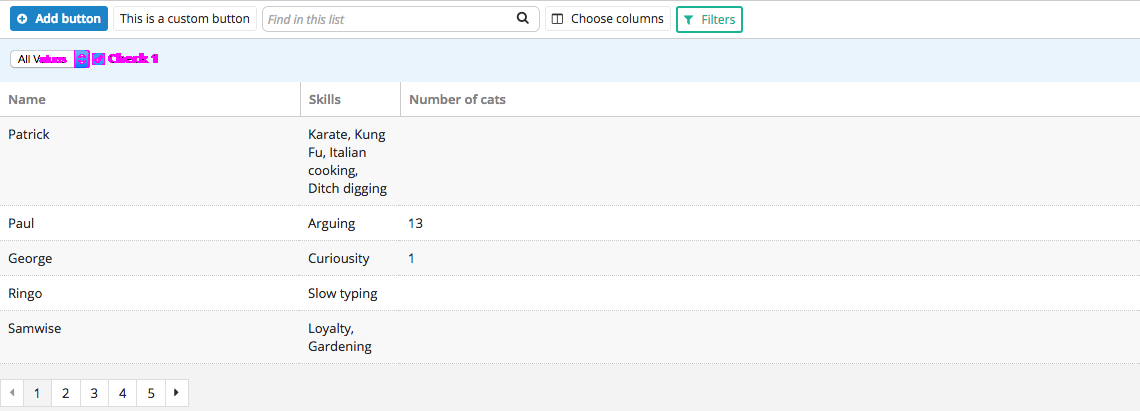 Add button This is a custom button Find in this list Choose columns Filters
All Values Check 1
Name Skills Number of cats
Patrick Karate, Kung
Fu, Italian
cooking,
Ditch digging
Paul Arguing 13
George Curiousity 1
Ringo Slow typing
Samwise Loyalty,
Gardening
1 2 3 4 5